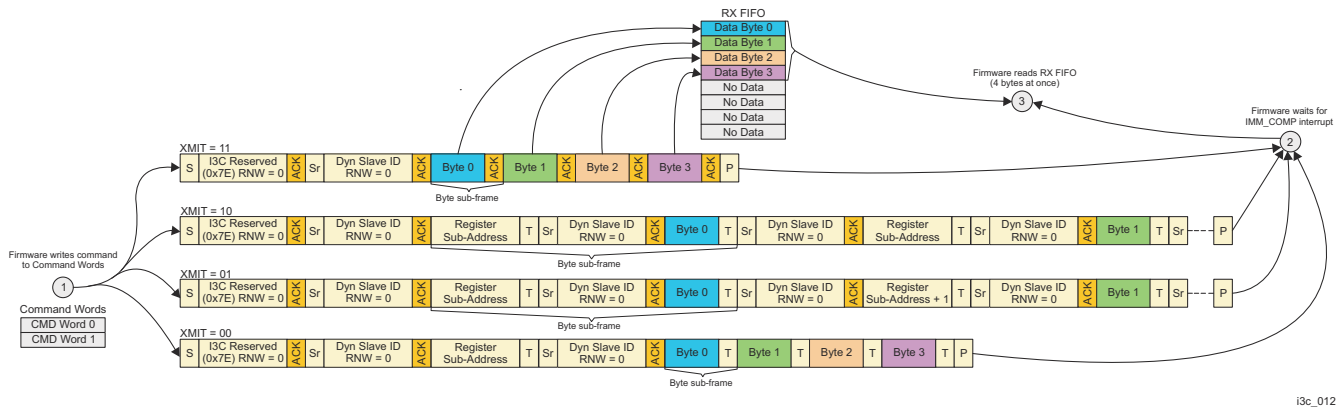 RX FIFO
Data Byte 0
Data Byte 1
Data Byte 2
Data Byte 3
No Data
No Data
No Data
No Data
Firmware reads RX FIFO
(4 bytes at once)
3
Firmware waits for
IMM_COMP interrupt
2
XMIT = 11
S I3C Reserved (0x7E) RNW = 0 ACK Sr Dyn Slave ID RNW = 0 ACK Byte 0 ACK Byte 1 ACK Byte 2 ACK Byte 3 ACK P
Byte sub-frame
XMIT = 10
S I3C Reserved (0x7E) RNW = 0 ACK Sr Dyn Slave ID RNW = 0 ACK Register Sub-Address T Sr Dyn Slave ID RNW = 0 ACK Byte 0 T Sr Dyn Slave ID RNW = 0 ACK Register Sub-Address T Sr Dyn Slave ID RNW = 0 ACK Byte 1 T Sr P
Byte sub-frame
Firmware writes command
to Command Words
1
Command Words
CMD Word 0
CMD Word 1
XMIT = 01
S I3C Reserved (0x7E) RNW = 0 ACK Sr Dyn Slave ID RNW = 0 ACK Register Sub-Address T Sr Dyn Slave ID RNW = 0 ACK Byte 0 T Sr Dyn Slave ID RNW = 0 ACK Register Sub-Address + 1 T Sr Dyn Slave ID RNW = 0 ACK Byte 1 T Sr P
Byte sub-frame
XMIT = 00
S I3C Reserved (0x7E) RNW = 0 ACK Sr Dyn Slave ID RNW = 0 ACK Register Sub-Address T Sr Dyn Slave ID RNW = 0 ACK Byte 0 T Byte 1 T Byte 2 T Byte 3 T P
Byte sub-frame
i3c_012